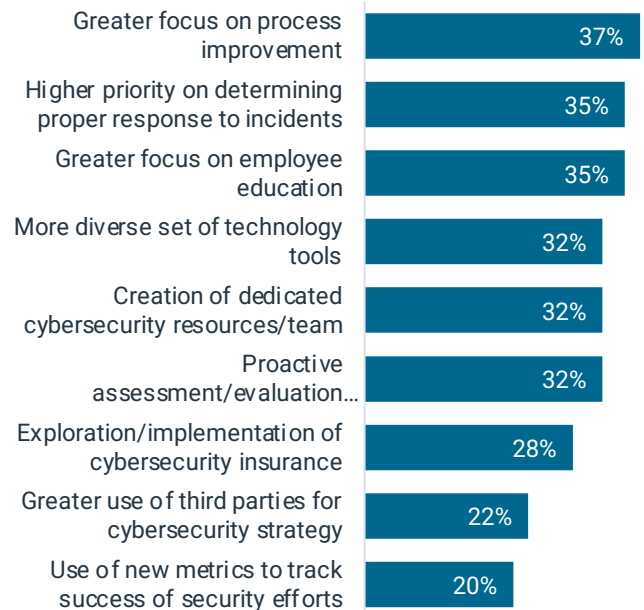 Greater focus on process
improvement
37%
Higher priority on determining
proper response to incidents
35%
Greater focus on employee
education
35%
More diverse set of technology
tools
32%
Creation of dedicated
cybersecurity resources/team
32%
Proactive
assessment/evaluation...
32%
Exploration/implementation of
cybersecurity insurance
28%
Greater use of third parties for
cybersecurity strategy
22%
Use of new metrics to track
success of security efforts
20%